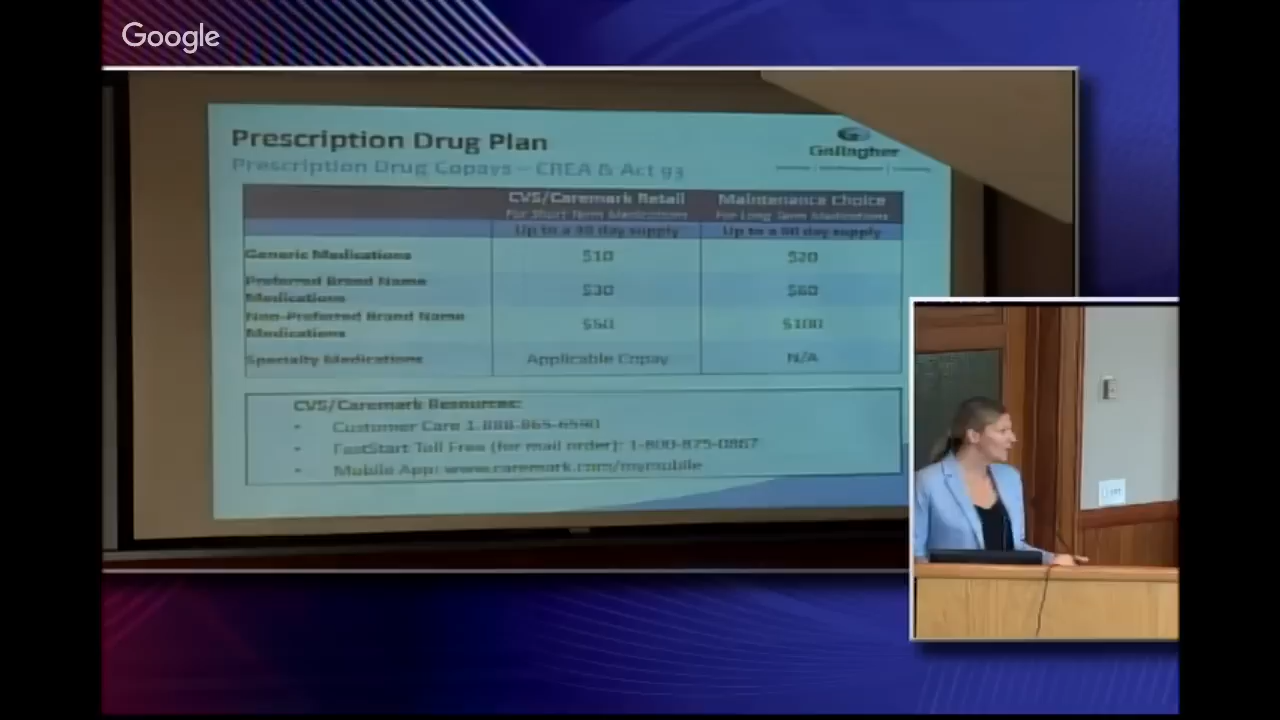 Google
Prescription Drug Plan
Gallagher
Prescription Drug Copays – CREA & Act 93
CVS/Caremark Retail Maintenance Choice
For Short Term Medications For Long Term Medications
Up to a day supply Up to a 90 day supply
Generic Medications $10 $20
Preferred Brand Name
Medications $30 $60
Non-Preferred Brand Name
Medications $50 $100
Specialty Medications Applicable Copay N/A
CVS/Caremark Resources:
• Customer Care 1.888-865-6590
• FastStart Toll Free (for mail order): 1-800-875-0867
• Mobile App: www.caremark.com/mymobile